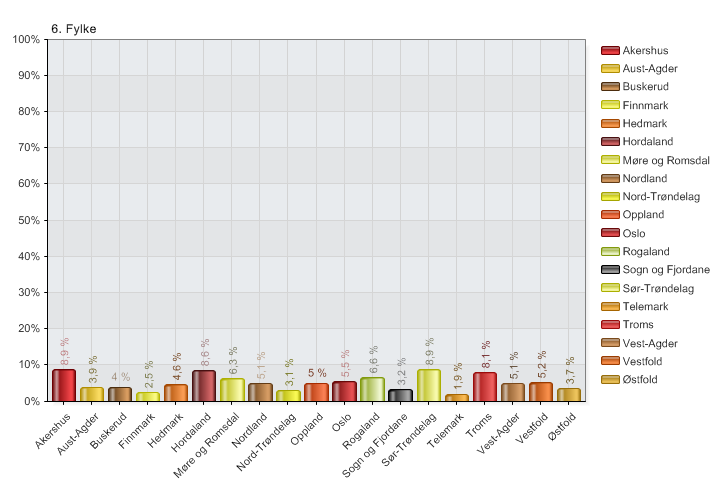 6. Fylke
100%
90%
80%
70%
60%
50%
40%
30%
20%
10%
0%
8,9 %
3,9 %
4 %
2,5 %
4,6 %
8,6 %
6,3 %
5,1 %
3,1 %
5 %
5,5 %
6,6 %
3,2 %
8,9 %
1,9 %
8,1 %
5,1 %
5,2 %
3,7 %
Akershus
Aust-Agder
Buskerud
Finnmark
Hedmark
Hordaland
Møre og Romsdal
Nordland
Nord-Trøndelag
Oppland
Oslo
Rogaland
Sogn og Fjordane
Sør-Trøndelag
Telemark
Troms
Vest-Agder
Vestfold
Østfold
Akershus
Aust-Agder
Buskerud
Finnmark
Hedmark
Hordaland
Møre og Romsdal
Nordland
Nord-Trøndelag
Oppland
Oslo
Rogaland
Sogn og Fjordane
Sør-Trøndelag
Telemark
Troms
Vest-Agder
Vestfold
Østfold